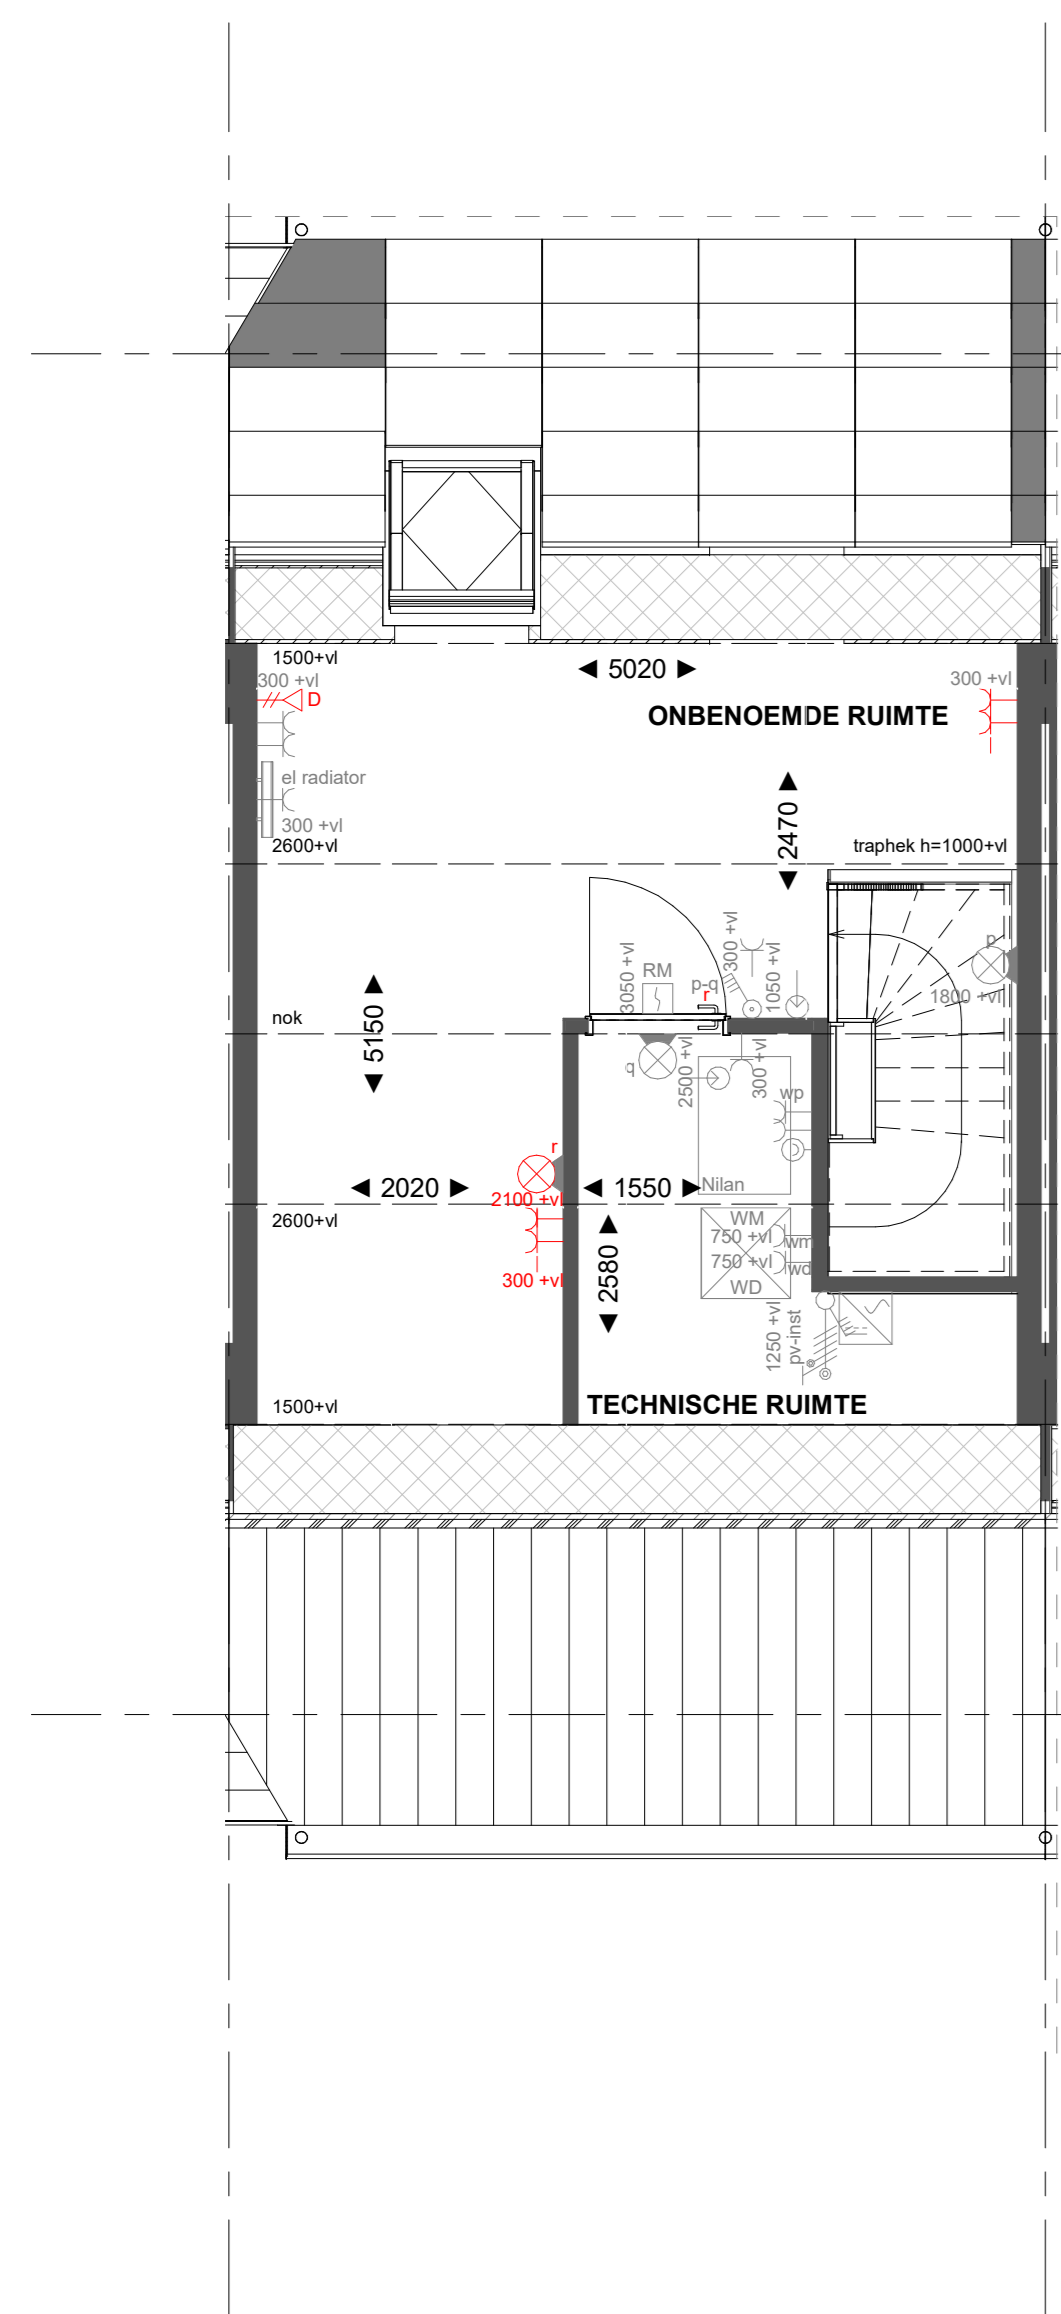 1500+vl
◄ 5020 ►
300 +vl
300 +vl
D
ONBENOEMDE RUIMTE
el radiator
300 +vl
2600+vl
◄ 2470 ►
traphek h=1000+vl
3050 +vl
RM
300 +vl
p-q
r
1050 +vl
p
1800 +vl
◄ 5150 ►
nok
q
2500 +vl
300 +vl
wp
r
◄ 2020 ►
2100 +vl
◄ 1550 ►
Nilan
2600+vl
WM
750 +vl
wm
750 +vl
wd
WD
300 +vl
◄ 2580 ►
1250 +vl
pv-inst
1500+vl
TECHNISCHE RUIMTE